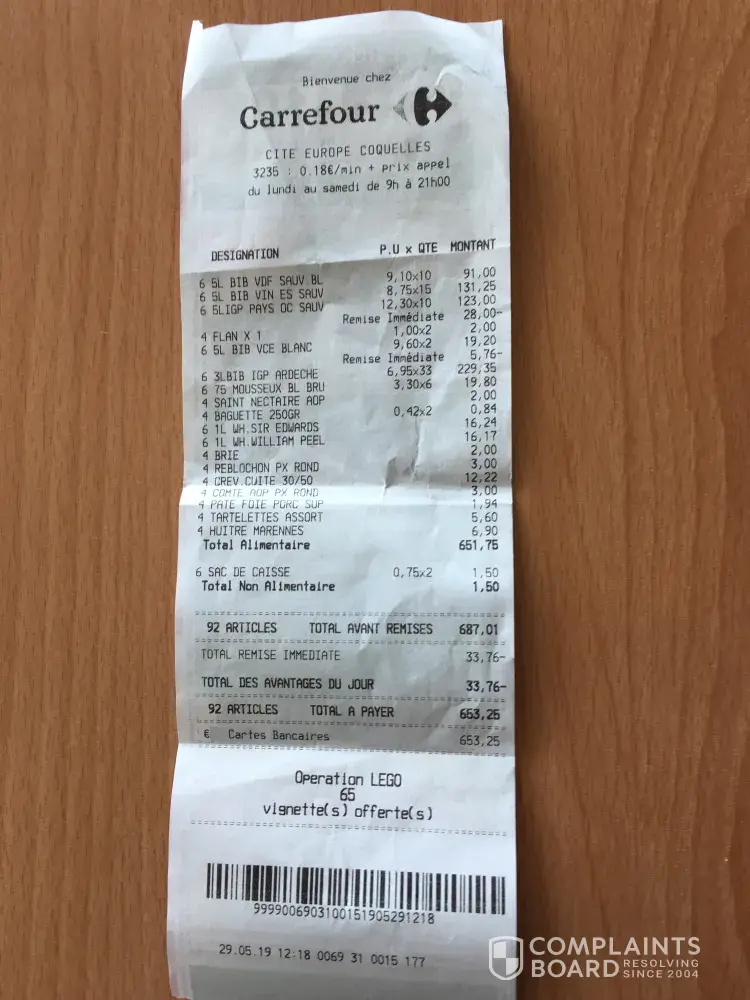 Bienvenue chez
Carrefour
CITE EUROPE COQUELLES
3235 : 0.18€/min + prix appel
du lundi au samedi de 9h à 21h00
DESIGNATION P.U x QTE MONTANT
6 5L BIB VDF SAUV BL 9,10x10 91,00
6 5L BIB VIN ES SAUV 8,75x15 131,25
6 5LIGP PAYS OC SAUV 12,30x10 123,00
Remise Immédiate 28,00-
4 FLAN X 1 1,00x2 2,00
6 5L BIB VCE BLANC 9,60x2 19,20
Remise Immédiate 5,76-
6 3LBIB IGP ARDECHE 6,95x33 229,35
6 75 MOUSSEUX BL BRU 3,30x6 19,80
4 SAINT NECTAIRE AOP 2,00
4 BAGUETTE 250GR 0,42x2 0,84
6 1L WH.SIR EDWARDS 16,24
6 1L WH.WILLIAM PEEL 16,17
4 BRIE 2,00
4 REBLOCHON PX ROND 3,00
4 CREV.CUITE 30/50 12,22
4 COMTE AOP PX ROND 3,00
4 PATE FOIE PORC SUP 1,94
4 TARTELETTES ASSORT 5,60
4 HUITRE MARENNES 6,90
Total Alimentaire 651,75
6 SAC DE CAISSE 0,75x2 1,50
Total Non Alimentaire 1,50
92 ARTICLES TOTAL AVANT REMISES 687,01
TOTAL REMISE IMMEDIATE 33,76-
TOTAL DES AVANTAGES DU JOUR 33,76-
92 ARTICLES TOTAL A PAYER 653,25
€ Cartes Bancaires 653,25
Operation LEGO
65
vignette(s) offerte(s)
9999006903100151905291218
29.05.19 12:18 0069 31 0015 177
COMPLAINTS
BOARD RESOLVING SINCE 2004